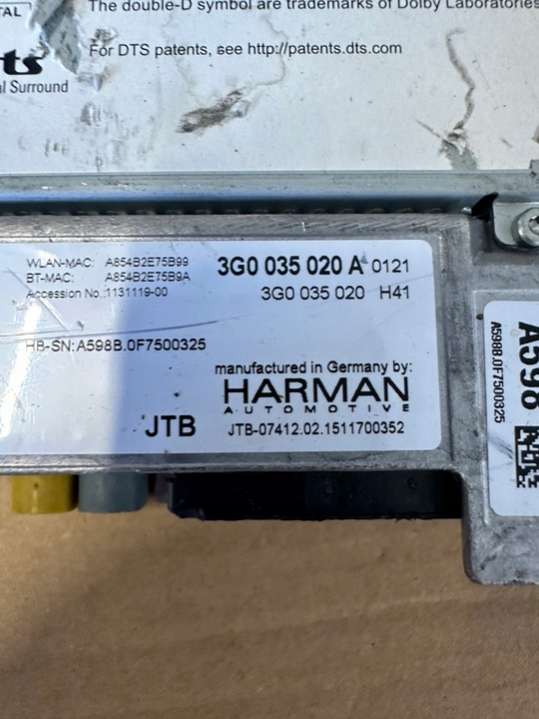 TAL
The double-D symbol are trademarks of Dolby Laboratories
For DTS patents, see http://patents.dts.com
ts
al Surround
WLAN-MAC: A854B2E75B99
BT-MAC: A854B2E75B9A
Accession No.:1131119-00
3G0 035 020 A 0121
3G0 035 020 H41
HB-SN:A598B.0F7500325
manufactured in Germany by:
HARMAN
AUTOMOTIVE
JTB
JTB-07412.02.1511700352
A598
A598B.0F7500325